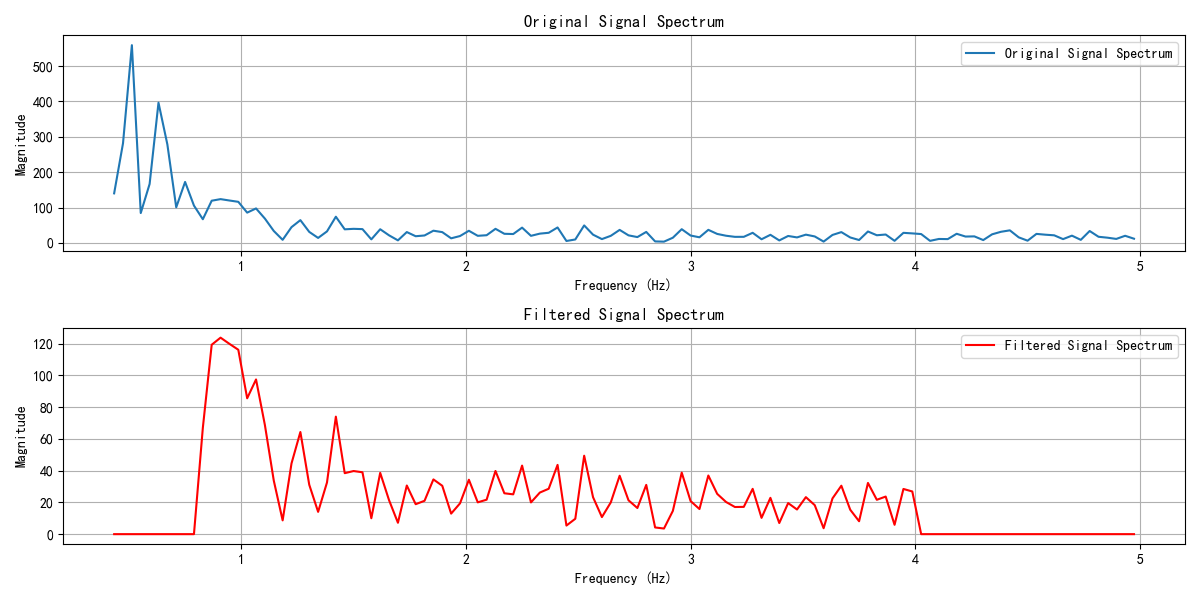 Original Signal Spectrum
Original Signal Spectrum
500
400
300
200
100
0
Magnitude
1 2 3 4 5
Frequency (Hz)
Filtered Signal Spectrum
Filtered Signal Spectrum
120
100
80
60
40
20
0
Magnitude
1 2 3 4 5
Frequency (Hz)